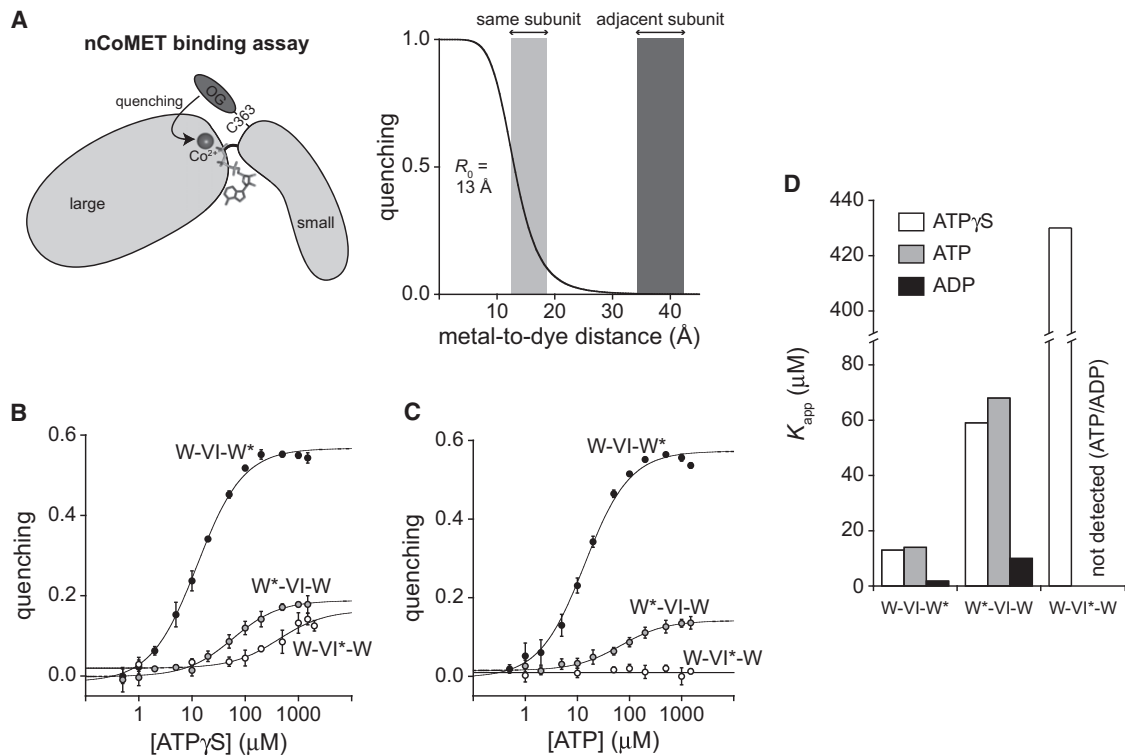 A
nCoMET binding assay
quenching
OG
C363
Co2+
large
small
same subunit
adjacent subunit
1.0
0.5
0.0
quenching
R0 =
13 Å
10
20
30
40
metal-to-dye distance (Å)
B
0.6
0.4
0.2
0.0
quenching
W-VI-W*
W*-VI-W
W-VI*-W
1
10
100
1000
[ATPγS] (μM)
C
0.6
0.4
0.2
0.0
quenching
W-VI-W*
W*-VI-W
W-VI*-W
1
10
100
1000
[ATP] (μM)
D
440
420
400
80
60
40
20
0
Kapp (μM)
ATPγS
ATP
ADP
not detected (ATP/ADP)
W-VI-W*
W*-VI-W
W-VI*-W